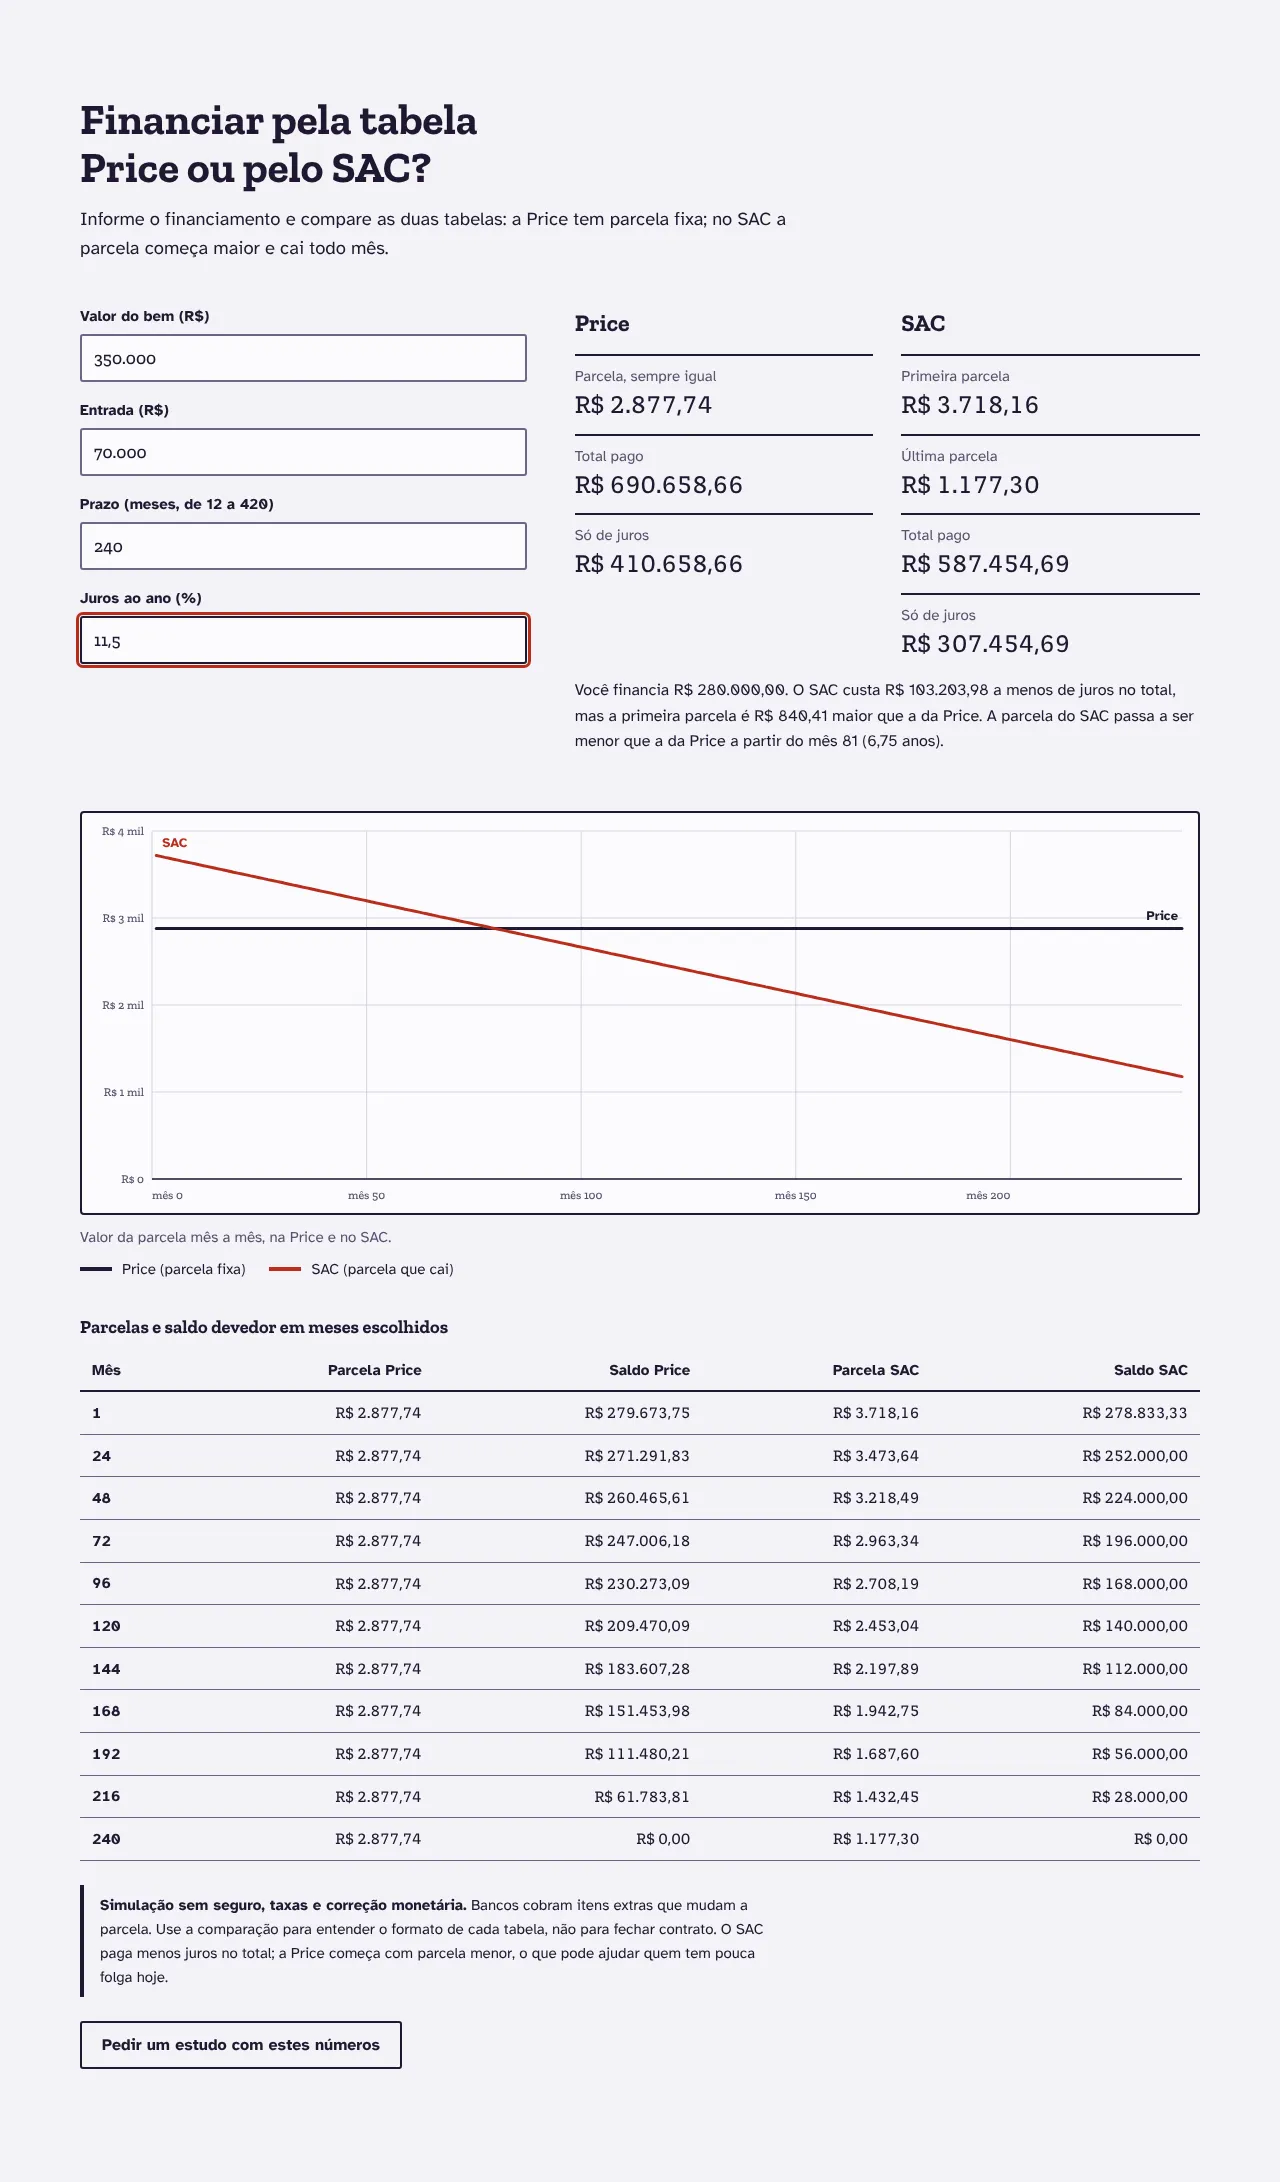 Financiar pela tabela
Price ou pelo SAC?
Informe o financiamento e compare as duas tabelas: a Price tem parcela fixa; no SAC a
parcela começa maior e cai todo mês.
Valor do bem (R$)
350.000
Entrada (R$)
70.000
Prazo (meses, de 12 a 420)
240
Juros ao ano (%)
11,5
Price
Parcela, sempre igual
R$ 2.877,74
Total pago
R$ 690.658,66
Só de juros
R$ 410.658,66
SAC
Primeira parcela
R$ 3.718,16
Última parcela
R$ 1.177,30
Total pago
R$ 587.454,69
Só de juros
R$ 307.454,69
Você financia R$ 280.000,00. O SAC custa R$ 103.203,98 a menos de juros no total,
mas a primeira parcela é R$ 840,41 maior que a da Price. A parcela do SAC passa a ser
menor que a da Price a partir do mês 81 (6,75 anos).
R$ 4 mil
SAC
R$ 3 mil
Price
R$ 2 mil
R$ 1 mil
R$ 0
mês 0 mês 50 mês 100 mês 150 mês 200
Valor da parcela mês a mês, na Price e no SAC.
Price (parcela fixa) SAC (parcela que cai)
Parcelas e saldo devedor em meses escolhidos
Mês Parcela Price Saldo Price Parcela SAC Saldo SAC
1 R$ 2.877,74 R$ 279.673,75 R$ 3.718,16 R$ 278.833,33
24 R$ 2.877,74 R$ 271.291,83 R$ 3.473,64 R$ 252.000,00
48 R$ 2.877,74 R$ 260.465,61 R$ 3.218,49 R$ 224.000,00
72 R$ 2.877,74 R$ 247.006,18 R$ 2.963,34 R$ 196.000,00
96 R$ 2.877,74 R$ 230.273,09 R$ 2.708,19 R$ 168.000,00
120 R$ 2.877,74 R$ 209.470,09 R$ 2.453,04 R$ 140.000,00
144 R$ 2.877,74 R$ 183.607,28 R$ 2.197,89 R$ 112.000,00
168 R$ 2.877,74 R$ 151.453,98 R$ 1.942,75 R$ 84.000,00
192 R$ 2.877,74 R$ 111.480,21 R$ 1.687,60 R$ 56.000,00
216 R$ 2.877,74 R$ 61.783,81 R$ 1.432,45 R$ 28.000,00
240 R$ 2.877,74 R$ 0,00 R$ 1.177,30 R$ 0,00
Simulação sem seguro, taxas e correção monetária. Bancos cobram itens extras que mudam a
parcela. Use a comparação para entender o formato de cada tabela, não para fechar contrato. O SAC
paga menos juros no total; a Price começa com parcela menor, o que pode ajudar quem tem pouca
folga hoje.
Pedir um estudo com estes números